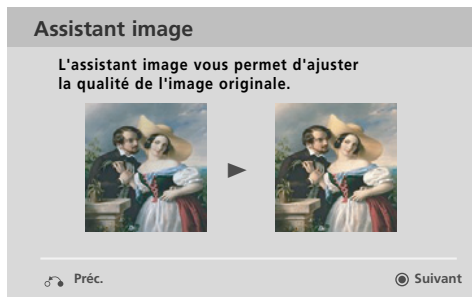 Assistant image
L'assistant image vous permet d'ajuster
la qualité de l'image originale.
Préc.
Suivant